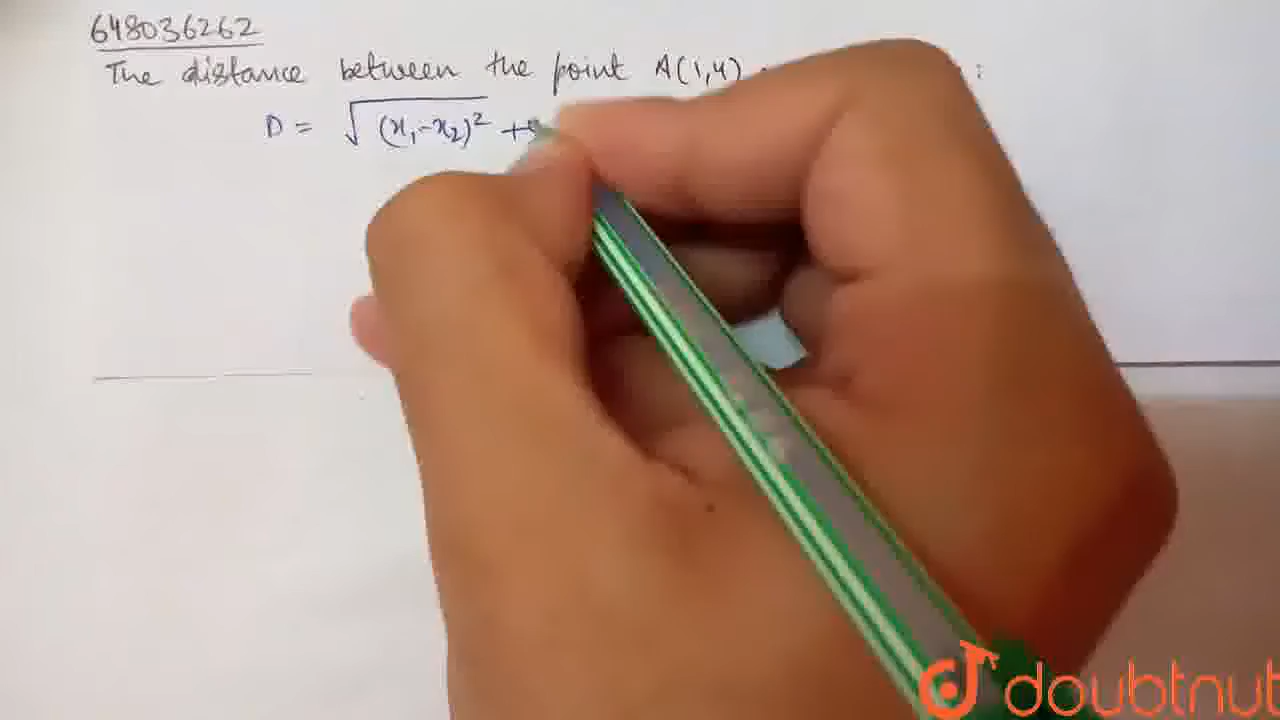 648036262
The distance between the point A(1,4)
D = √(x₁-x₂)² +
doubtnut